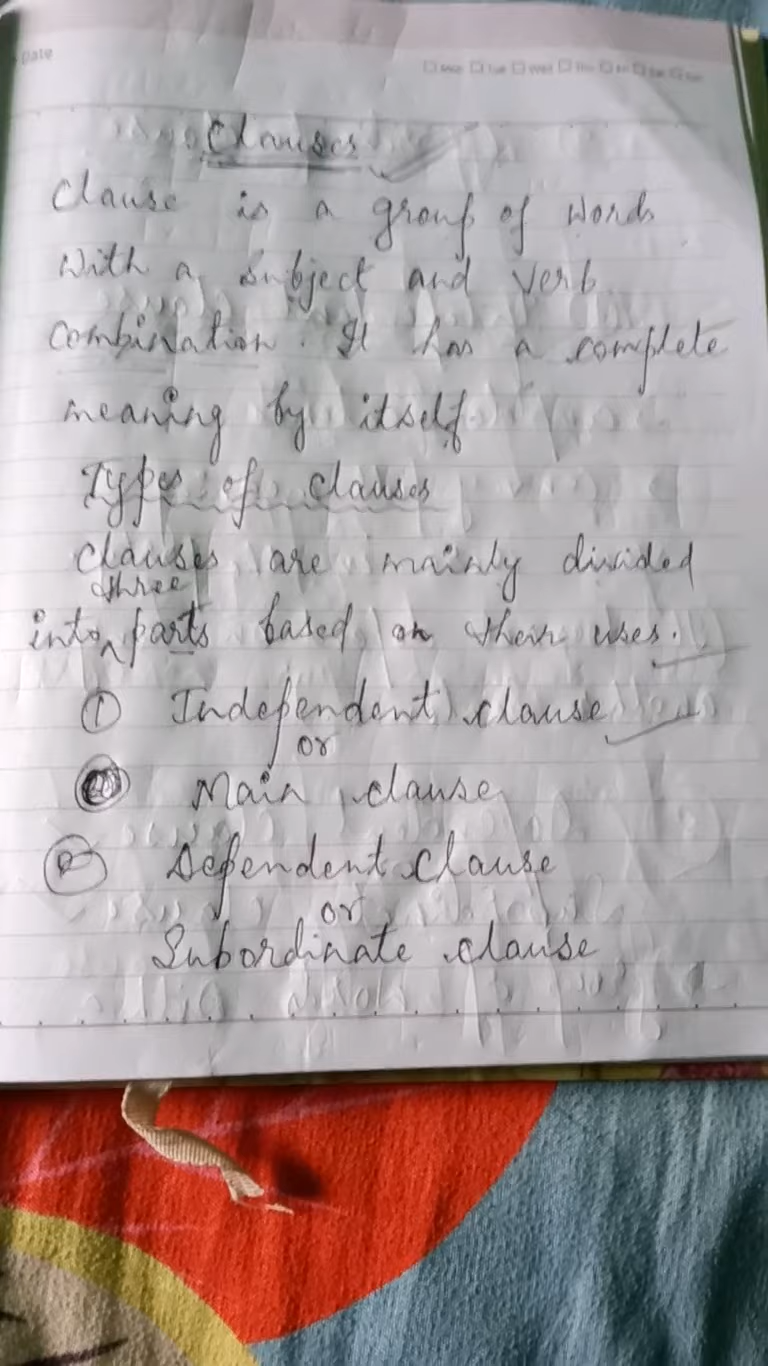 Date
Clauses
Clause is a group of words
with a subject and verb
combination. It has a complete
meaning by itself.
Types of clauses
Clauses are mainly divided
three
into parts based on their uses.
① Independent clause
or
Main clause
② Dependent clause
or
Subordinate clause